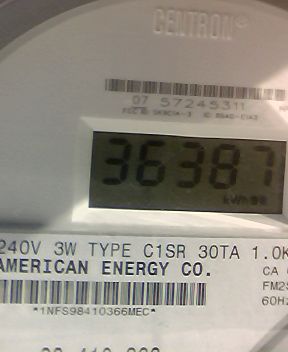 CENTRON®
07 57245311
36387
kWh
240V 3W TYPE C1SR 30TA 1.0K
AMERICAN ENERGY CO.
CA
FM2S
60Hz
*1NFS98410366MEC*